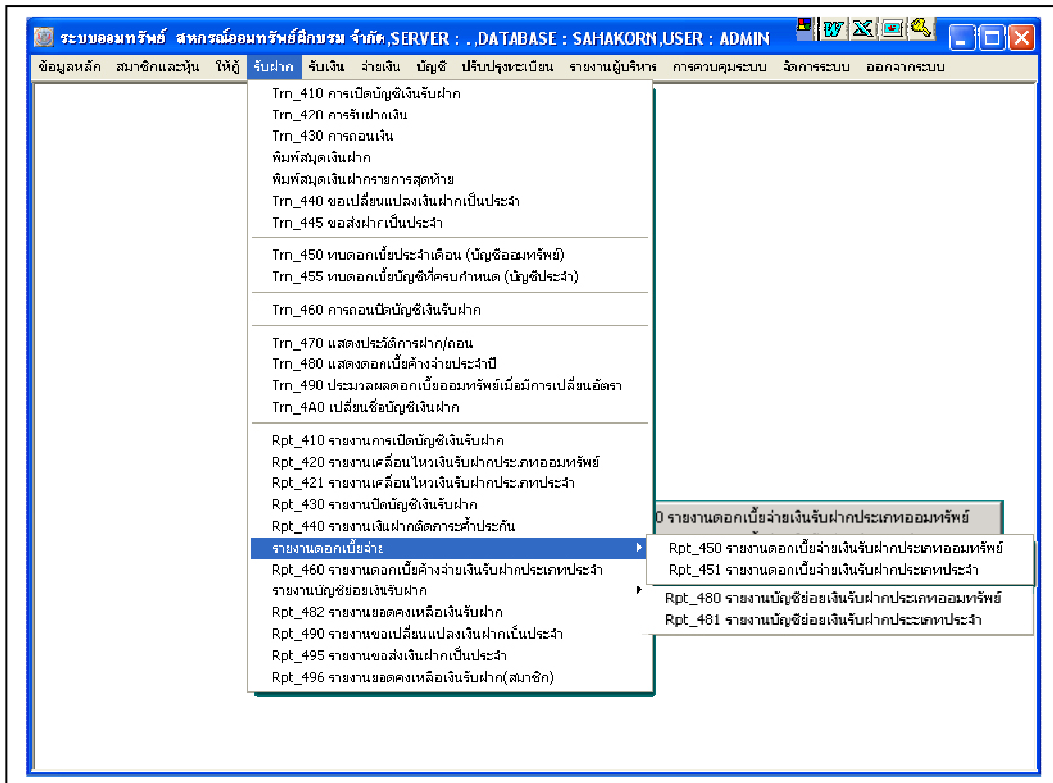 ระบบออมทรัพย์ สหกรณ์ออมทรัพย์ฝึกบรม จำกัด,SERVER : .,DATABASE : SAHAKORN,USER : ADMIN
ข้อมูลหลัก สมาชิกและหุ้น ให้กู้ รับฝาก รับเงิน จ่ายเงิน บัญชี ปรับปรุงทะเบียน รายงานผู้บริหาร การควบคุมระบบ จัดการระบบ ออกจากระบบ
Trn_410 การเปิดบัญชีเงินรับฝาก
Trn_420 การรับฝากเงิน
Trn_430 การถอนเงิน
พิมพ์สมุดเงินฝาก
พิมพ์สมุดเงินฝากรายการสุดท้าย
Trn_440 ขอเปลี่ยนแปลงเงินฝากเป็นประจำ
Trn_445 ขอส่งฝากเป็นประจำ
Trn_450 ทบดอกเบี้ยประจำเดือน (บัญชีออมทรัพย์)
Trn_455 ทบดอกเบี้ยบัญชีที่ครบกำหนด (บัญชีประจำ)
Trn_460 การถอนปิดบัญชีเงินรับฝาก
Trn_470 แสดงประวัติการฝาก/ถอน
Trn_480 แสดงดอกเบี้ยค้างจ่ายประจำปี
Trn_490 ประมวลผลดอกเบี้ยออมทรัพย์เมื่อมีการเปลี่ยนอัตรา
Trn_4A0 เปลี่ยนชื่อบัญชีเงินฝาก
Rpt_410 รายงานการเปิดบัญชีเงินรับฝาก
Rpt_420 รายงานเคลื่อนไหวเงินรับฝากประเภทออมทรัพย์
Rpt_421 รายงานเคลื่อนไหวเงินรับฝากประเภทประจำ
Rpt_430 รายงานปิดบัญชีเงินรับฝาก
Rpt_440 รายงานเงินฝากติดภาระค้ำประกัน
รายงานดอกเบี้ยจ่าย
Rpt_460 รายงานดอกเบี้ยค้างจ่ายเงินรับฝากประเภทประจำ
รายงานบัญชีย่อยเงินรับฝาก
Rpt_482 รายงานยอดคงเหลือเงินรับฝาก
Rpt_490 รายงานขอเปลี่ยนแปลงเงินฝากเป็นประจำ
Rpt_495 รายงานขอส่งเงินฝากเป็นประจำ
Rpt_496 รายงานยอดคงเหลือเงินรับฝาก(สมาชิก)
0 รายงานดอกเบี้ยจ่ายเงินรับฝากประเภทออมทรัพย์
Rpt_450 รายงานดอกเบี้ยจ่ายเงินรับฝากประเภทออมทรัพย์
Rpt_451 รายงานดอกเบี้ยจ่ายเงินรับฝากประเภทประจำ
Rpt_480 รายงานบัญชีย่อยเงินรับฝากประเภทออมทรัพย์
Rpt_481 รายงานบัญชีย่อยเงินรับฝากประะเภทประจำ